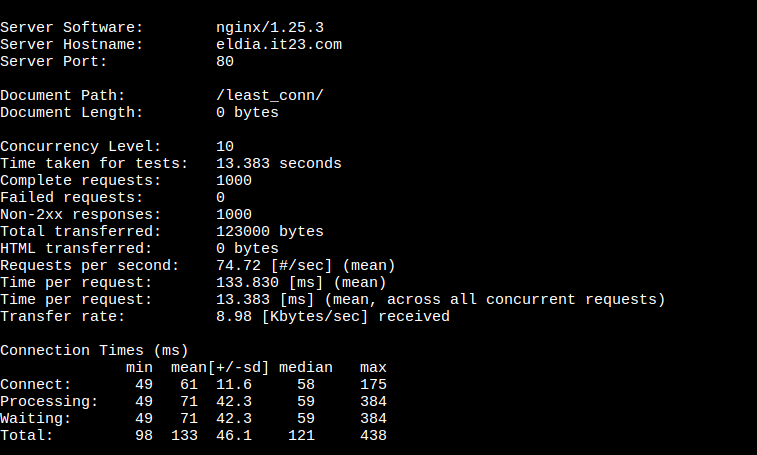 Server Software:        nginx/1.25.3
Server Hostname:        eldia.it23.com
Server Port:            80
Document Path:          /least_conn/
Document Length:        0 bytes
Concurrency Level:      10
Time taken for tests:   13.383 seconds
Complete requests:      1000
Failed requests:        0
Non-2xx responses:      1000
Total transferred:      123000 bytes
HTML transferred:       0 bytes
Requests per second:    74.72 [#/sec] (mean)
Time per request:       133.830 [ms] (mean)
Time per request:       13.383 [ms] (mean, across all concurrent requests)
Transfer rate:          8.98 [Kbytes/sec] received
Connection Times (ms)
              min  mean[+/-sd] median   max
Connect:       49   61  11.6     58     175
Processing:    49   71  42.3     59     384
Waiting:       49   71  42.3     59     384
Total:         98  133  46.1    121     438